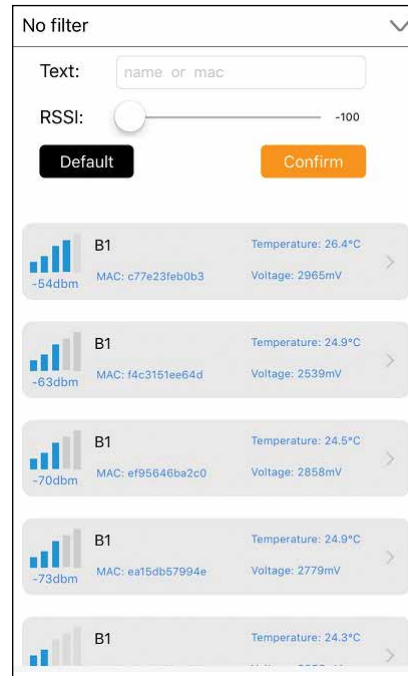 No filter
Text: name or mac
RSSI: -100
Default Confirm
B1 Temperature: 26.4°C
-54dbm MAC: c77e23feb0b3 Voltage: 2965mV
B1 Temperature: 24.9°C
-63dbm MAC: f4c3151ee64d Voltage: 2539mV
B1 Temperature: 24.5°C
-70dbm MAC: ef95646ba2c0 Voltage: 2858mV
B1 Temperature: 24.9°C
-73dbm MAC: ea15db57994e Voltage: 2779mV
B1 Temperature: 24.3°C